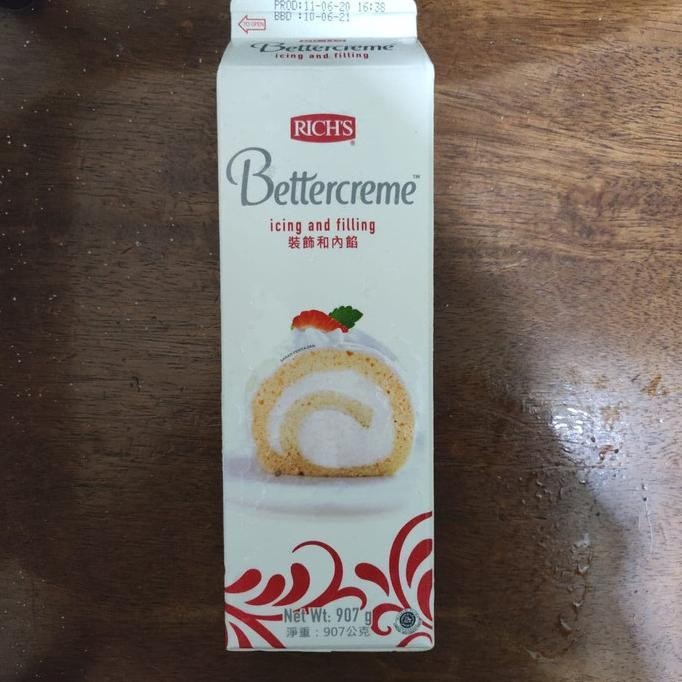 PROD:11-06-20 16:38
BBD :10-06-21
TO OPEN
Bettercreme
icing and filling
RICH'S®
Bettercreme™
icing and filling
裝飾和內餡
Net Wt: 907 g
淨重：907公克